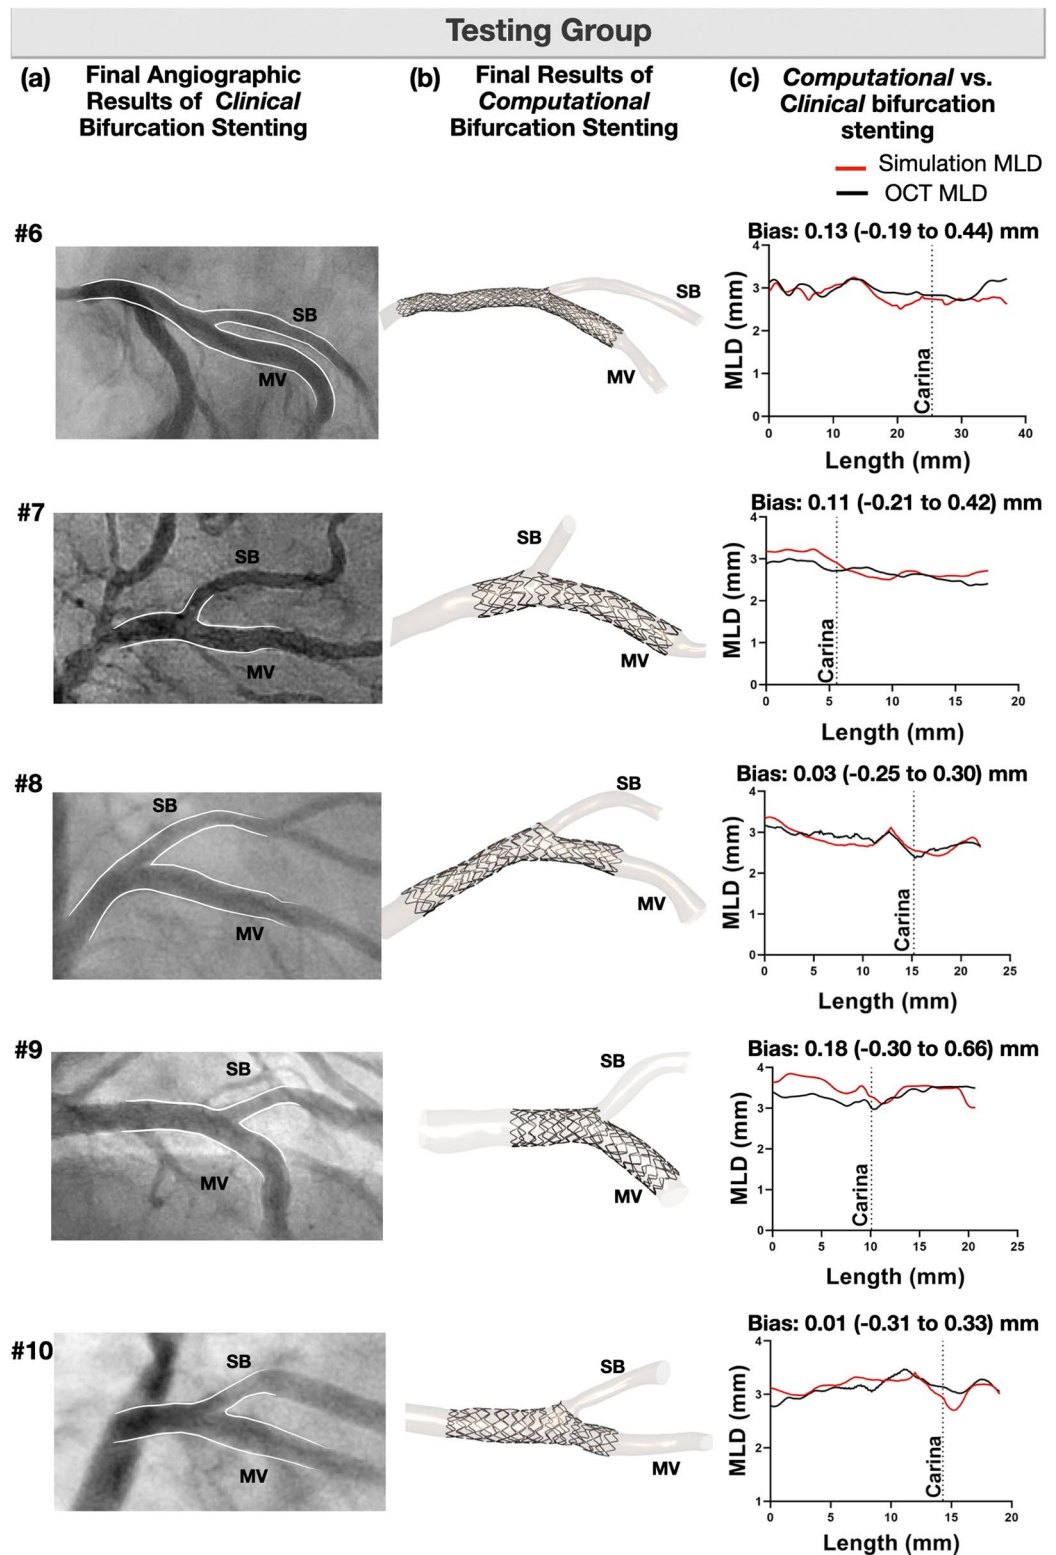 Testing Group
(a) Final Angiographic
Results of Clinical
Bifurcation Stenting
(b) Final Results of
Computational
Bifurcation Stenting
(c) Computational vs.
Clinical bifurcation
stenting
Simulation MLD
OCT MLD
#6
SB
MV
SB
MV
Bias: 0.13 (-0.19 to 0.44) mm
MLD (mm)
4
3
2
1
0
Carina
0 10 20 30 40
Length (mm)
#7
SB
MV
SB
MV
Bias: 0.11 (-0.21 to 0.42) mm
MLD (mm)
4
3
2
1
0
Carina
0 5 10 15 20
Length (mm)
#8
SB
MV
SB
MV
Bias: 0.03 (-0.25 to 0.30) mm
MLD (mm)
4
3
2
1
0
Carina
0 5 10 15 20 25
Length (mm)
#9
SB
MV
SB
MV
Bias: 0.18 (-0.30 to 0.66) mm
MLD (mm)
4
3
2
1
0
Carina
0 5 10 15 20 25
Length (mm)
#10
SB
MV
SB
MV
Bias: 0.01 (-0.31 to 0.33) mm
MLD (mm)
4
3
2
1
Carina
0 5 10 15 20
Length (mm)